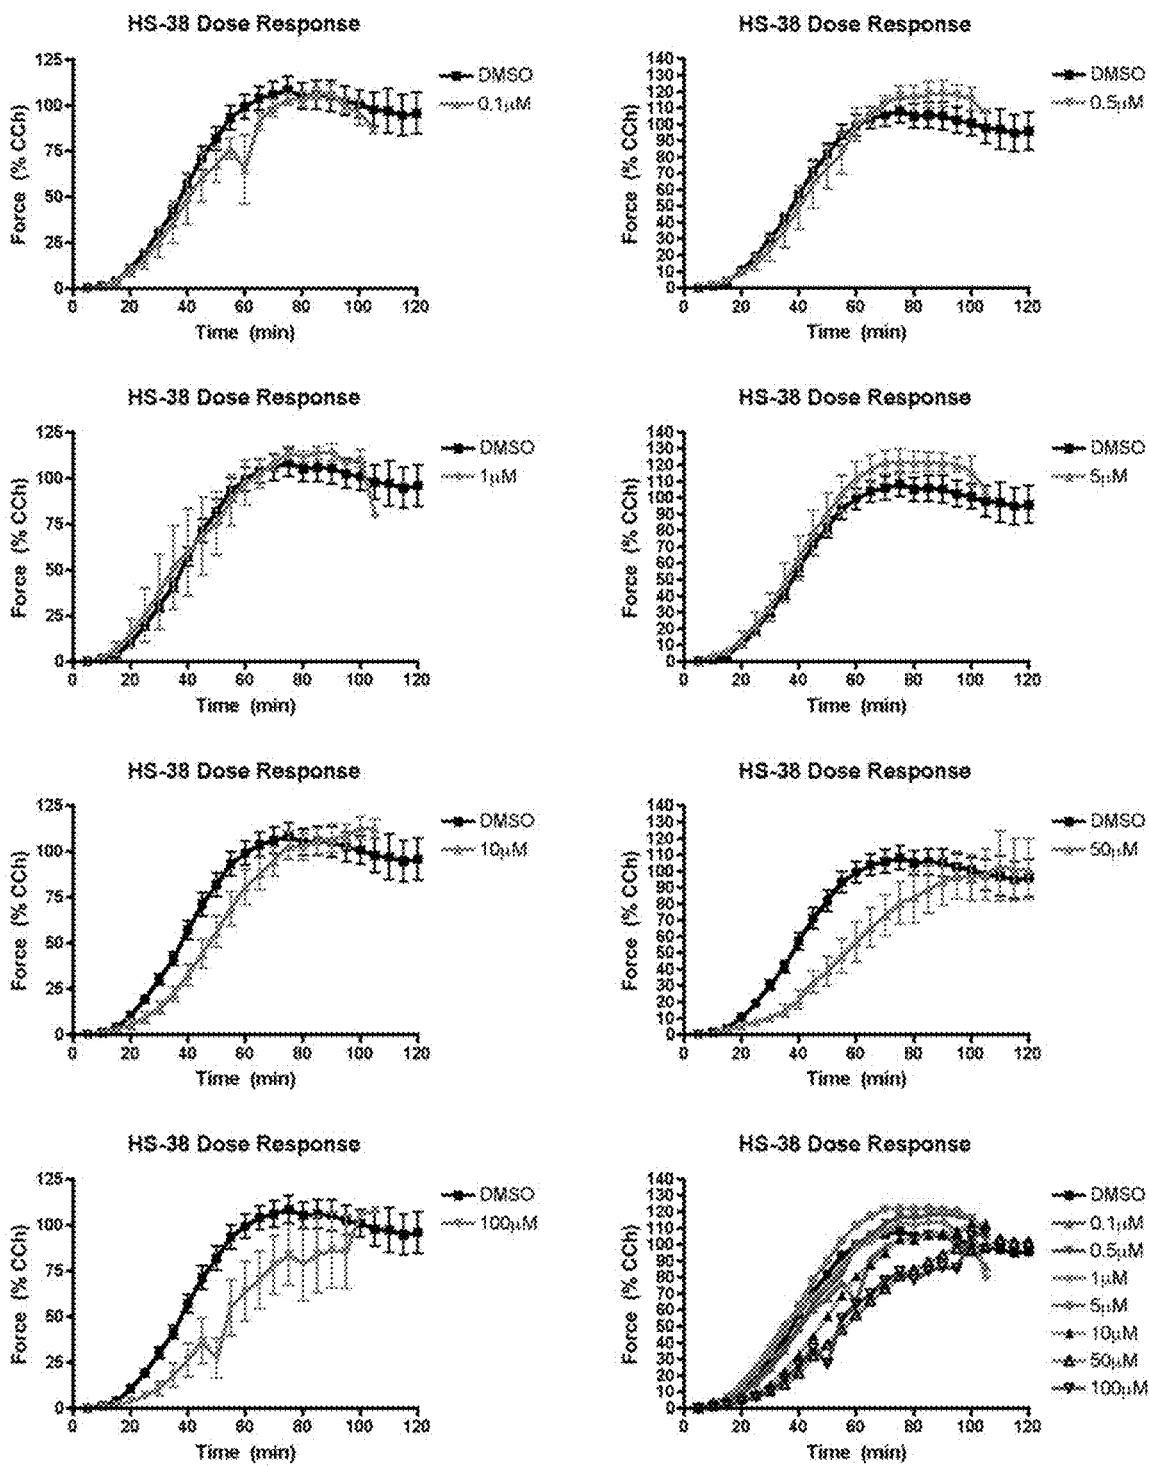 HS-38 Dose Response
125
100
75
50
25
0
Force (% CCh)
0 20 40 60 80 100 120
Time (min)
DMSO
0.1µM
HS-38 Dose Response
140
130
120
110
100
90
80
70
60
50
40
30
20
10
0
Force (% CCh)
0 20 40 60 80 100 120
Time (min)
DMSO
0.5µM
HS-38 Dose Response
125
100
75
50
25
0
Force (% CCh)
0 20 40 60 80 100 120
Time (min)
DMSO
1µM
HS-38 Dose Response
140
130
120
110
100
90
80
70
60
50
40
30
20
10
0
Force (% CCh)
0 20 40 60 80 100 120
Time (min)
DMSO
5µM
HS-38 Dose Response
125
100
75
50
25
0
Force (% CCh)
0 20 40 60 80 100 120
Time (min)
DMSO
10µM
HS-38 Dose Response
140
130
120
110
100
90
80
70
60
50
40
30
20
10
0
Force (% CCh)
0 20 40 60 80 100 120
Time (min)
DMSO
50µM
HS-38 Dose Response
125
100
75
50
25
0
Force (% CCh)
0 20 40 60 80 100 120
Time (min)
DMSO
100µM
HS-38 Dose Response
140
130
120
110
100
90
80
70
60
50
40
30
20
10
0
Force (% CCh)
0 20 40 60 80 100 120
Time (min)
DMSO
0.1µM
0.5µM
1µM
5µM
10µM
50µM
100µM